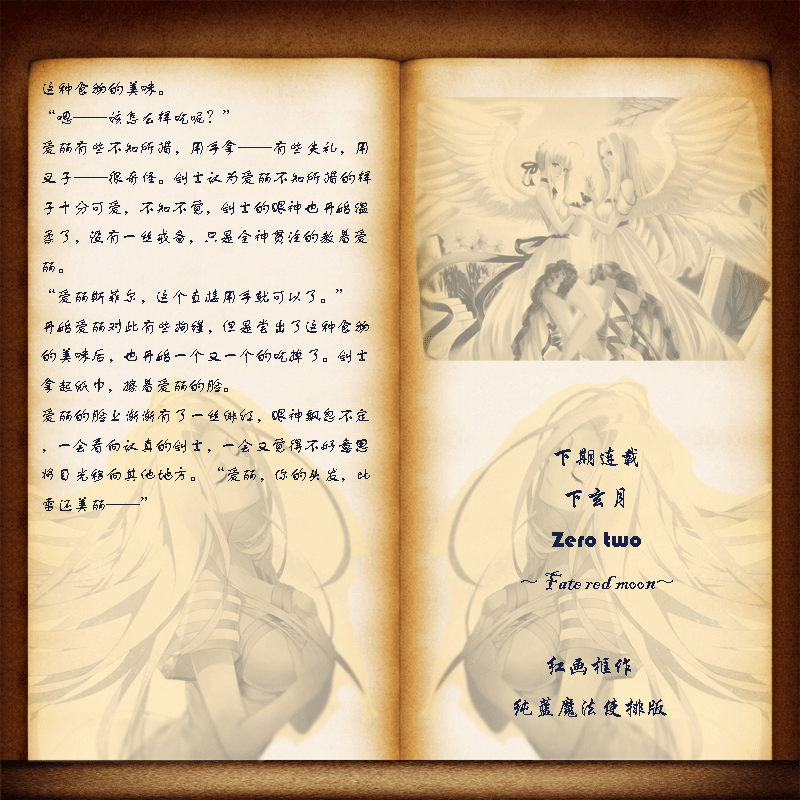 这种食物的美味。
“嗯——该怎么样吃呢？”
爱丽有些不知所措，用手拿——有些失礼，用
叉子——很奇怪。剑士认为爱丽不知所措的样
子十分可爱，不知不觉，剑士的眼神也开始温
柔了，没有一丝戒备，只是全神贯注的教着爱
丽。
“爱丽斯菲尔，这个直接用手就可以了。”
开始爱丽对此有些拘谨，但是尝出了这种食物
的美味后，也开始一个又一个的吃掉了。剑士
拿起纸巾，擦着爱丽的脸。
爱丽的脸上渐渐有了一丝绯红，眼神飘忽不定
，一会看向认真的剑士，一会又觉得不好意思
将目光移向其他地方。“爱丽，你的头发，比
雪还美丽——”
下期连载
下玄月
Zero two
～Fate red moon～
红画框作
纯蓝魔法使排版